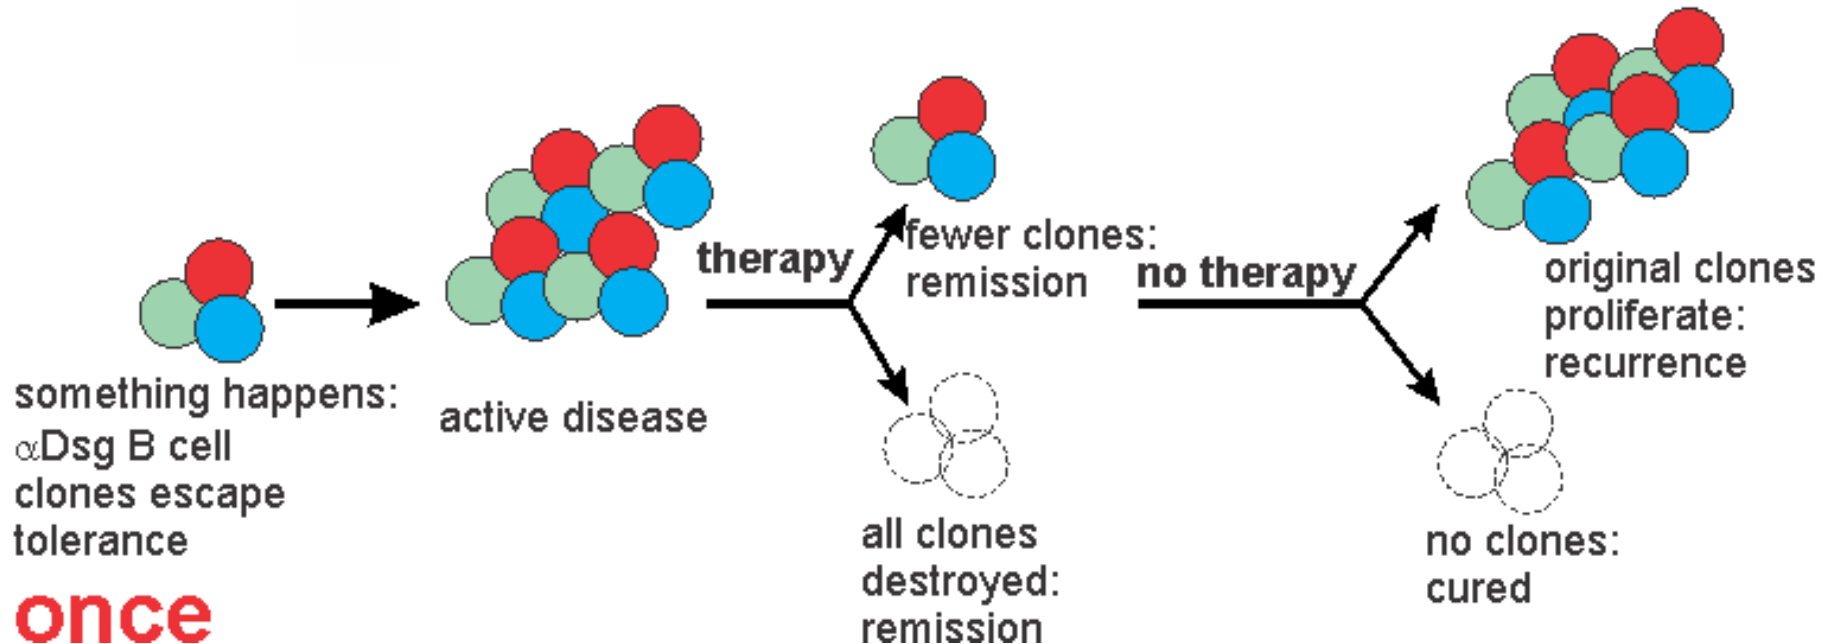 something happens:
αDsg B cell
clones escape
tolerance
once
active disease
therapy
fewer clones:
remission
all clones
destroyed:
remission
no therapy
original clones
proliferate:
recurrence
no clones:
cured